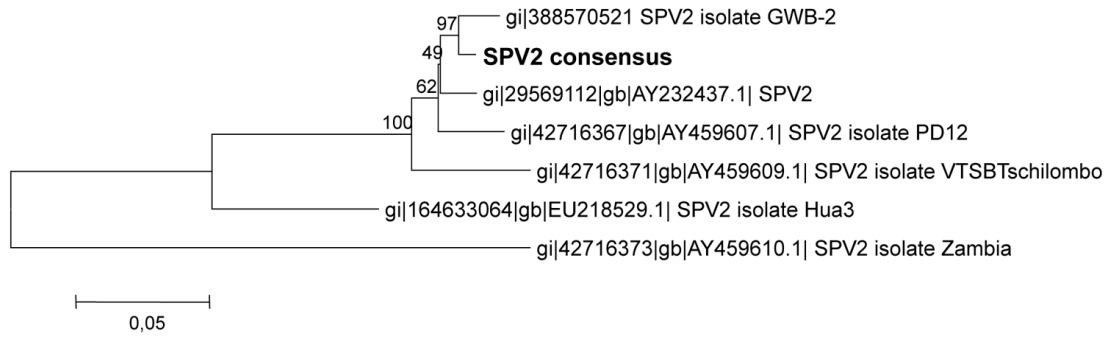 97
gi|388570521 SPV2 isolate GWB-2
49
SPV2 consensus
62
gi|29569112|gb|AY232437.1| SPV2
100
gi|42716367|gb|AY459607.1| SPV2 isolate PD12
gi|42716371|gb|AY459609.1| SPV2 isolate VTSBTschilombo
gi|164633064|gb|EU218529.1| SPV2 isolate Hua3
gi|42716373|gb|AY459610.1| SPV2 isolate Zambia
0,05